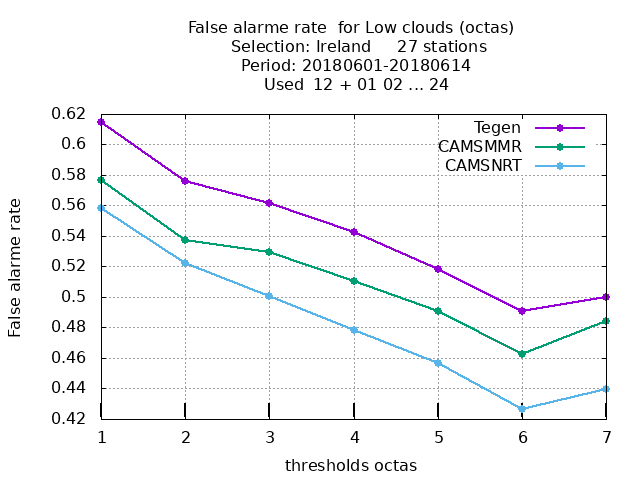 False alarme rate  for Low clouds (octas)
Selection: Ireland     27 stations
Period: 20180601-20180614
Used  12 + 01 02 ... 24
Tegen
CAMSMMR
CAMSNRT
0.62
0.6
0.58
0.56
0.54
0.52
0.5
0.48
0.46
0.44
0.42
False alarme rate
1 2 3 4 5 6 7
thresholds octas